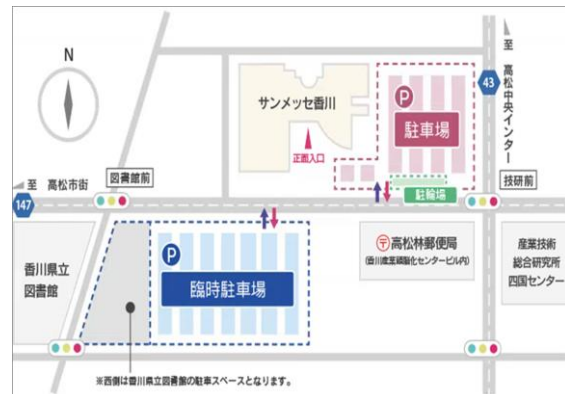 N
至 高松中央インター
43
サンメッセ香川
正面入口
P
駐車場
駐輪場
至 高松市街
図書館前
技研前
147
香川県立
図書館
P
臨時駐車場
〒高松林郵便局
(香川産業頭脳化センタービル内)
産業技術
総合研究所
四国センター
※西側は香川県立図書館の駐車スペースとなります。